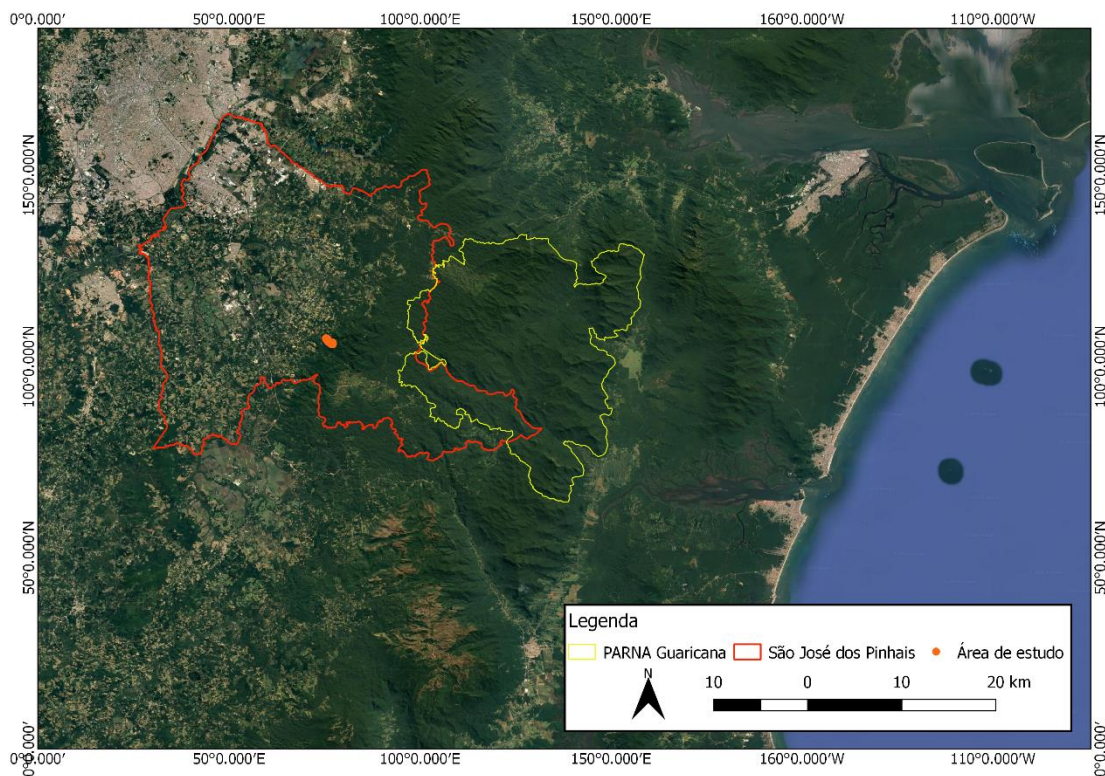 0°0.000'	50°0.000'W	100°0.000'W	150°0.000'W	160°0.000'W	110°0.000'W
150°0.000'N	150°0.000'N
100°0.000'N	100°0.000'N
50°0.000'N	50°0.000'N
Legenda
PARNA Guaricana	São José dos Pinhais	Área de estudo
N
10	0	10	20 km
0°0.000'	0°0.000'
0°0.000'	50°0.000'W	100°0.000'W	150°0.000'W	160°0.000'W	110°0.000'W